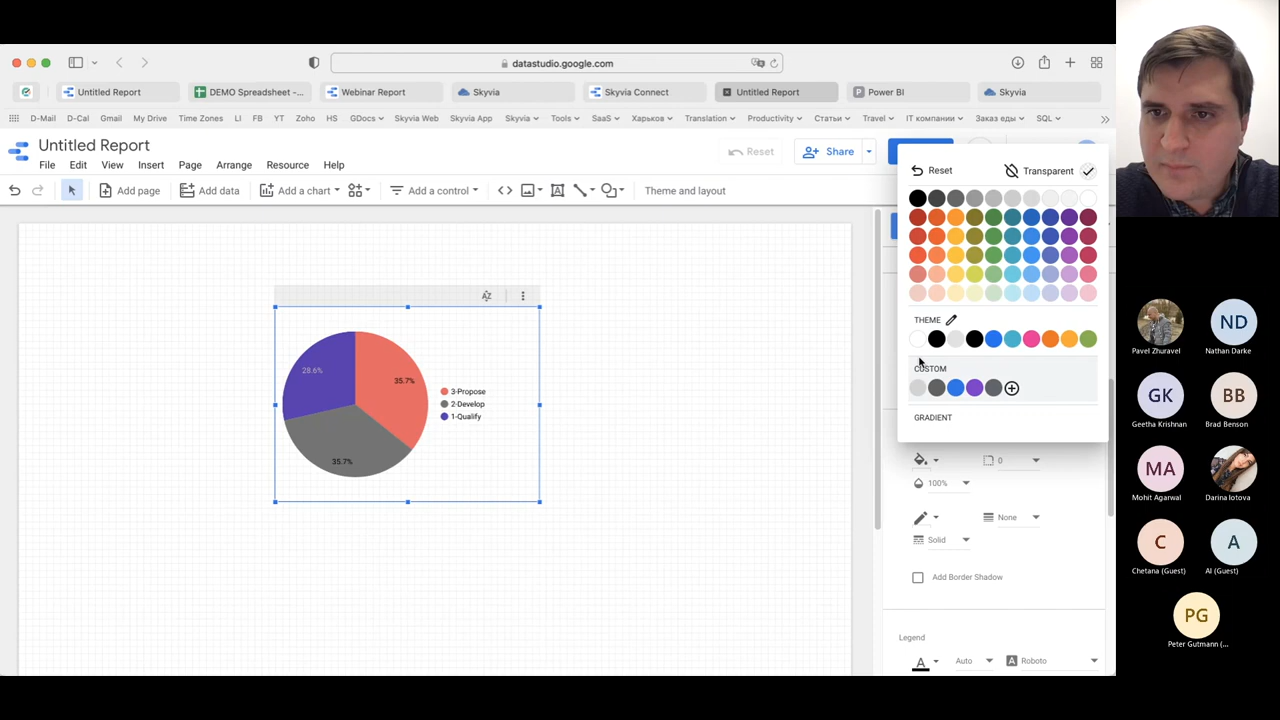 datastudio.google.com
Untitled Report
DEMO Spreadsheet -...
Webinar Report
Skyvia
Skyvia Connect
Untitled Report
Power BI
Skyvia
D-Mail D-Cal Gmail My Drive Time Zones LI FB YT Zoho HS GDocs Skyvia Web Skyvia App Skyvia Tools SaaS Харьков Translation Productivity Статьи Travel IT компании Заказ еды SQL
Untitled Report
Reset
Share
File Edit View Insert Page Arrange Resource Help
Add page
Add data
Add a chart
Add a control
Theme and layout
Reset
Transparent
THEME
CUSTOM
GRADIENT
28.6%
35.7%
35.7%
3-Propose
2-Develop
1-Qualify
0
100%
None
Solid
Add Border Shadow
Legend
A
Auto
A
Roboto
Pavel Zhuravel
ND
Nathan Darke
GK
Geetha Krishnan
BB
Brad Benson
MA
Mohit Agarwal
Darina Iotova
C
Chetana (Guest)
A
Al (Guest)
PG
Peter Gutmann (...